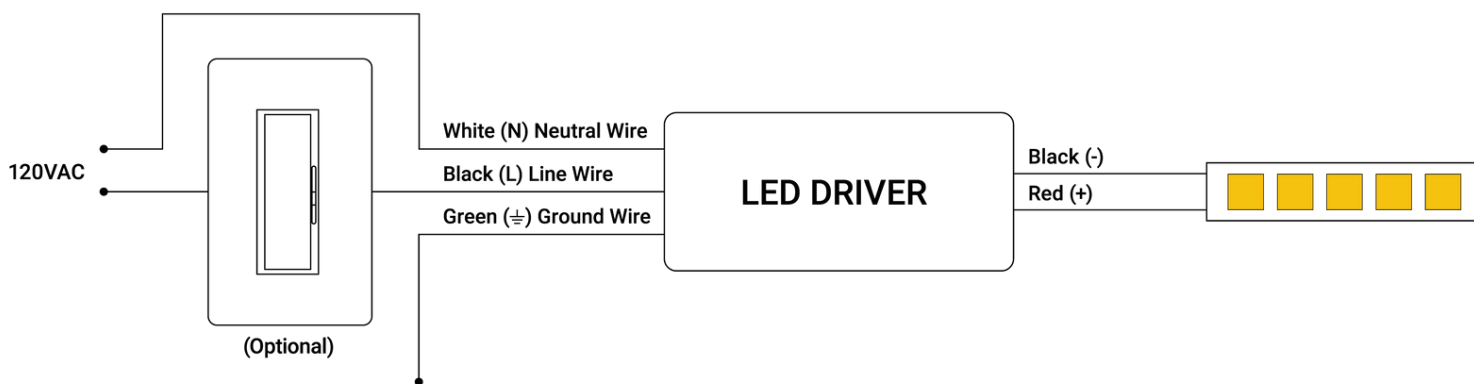 120VAC
(Optional)
White (N) Neutral Wire
Black (L) Line Wire
Green (⏚) Ground Wire
LED DRIVER
Black (-)
Red (+)